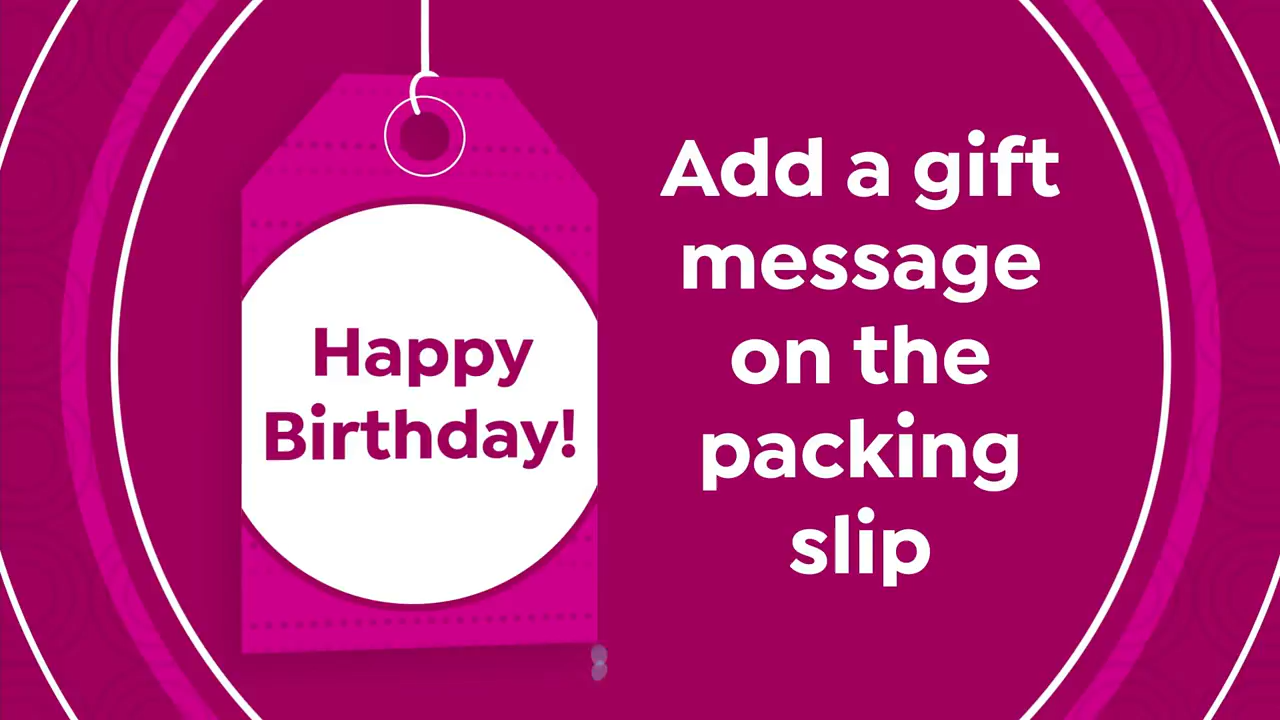 Happy
Birthday!
Add a gift
message
on the
packing
slip